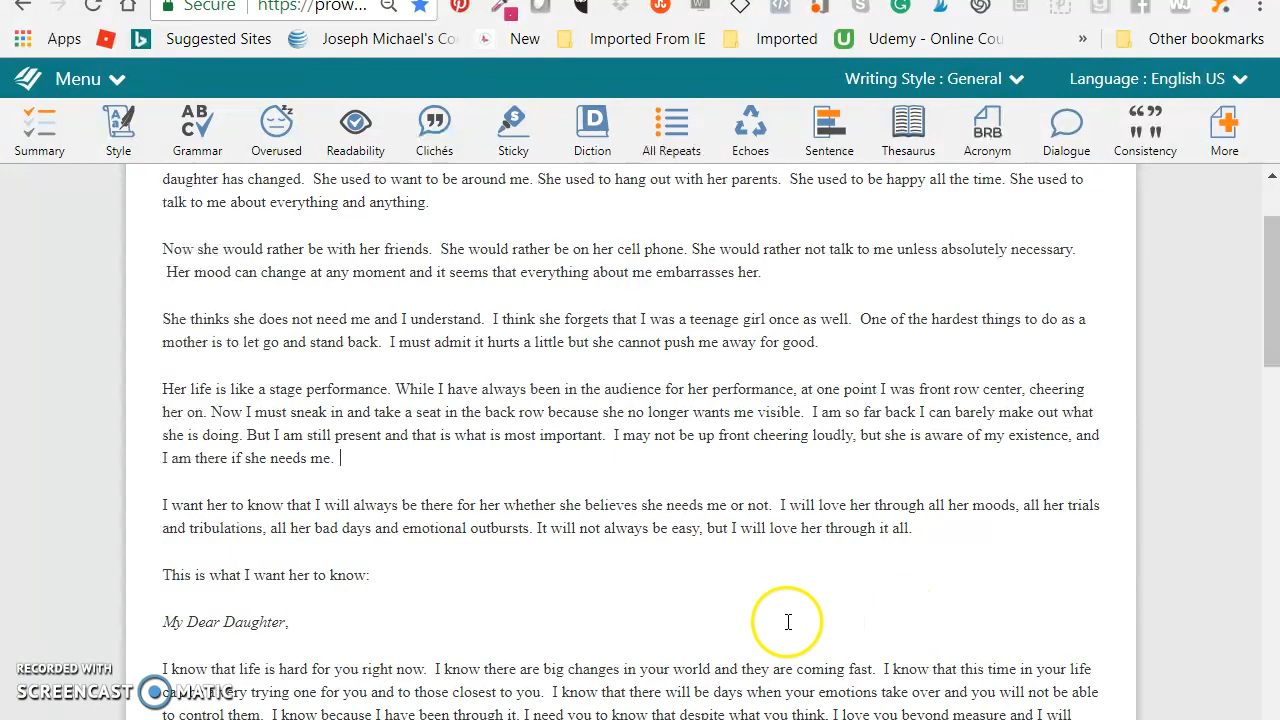 Secure https://prow...
Apps Suggested Sites Joseph Michael's Co New Imported From IE Imported Udemy - Online Cou » Other bookmarks
Menu Writing Style : General Language : English US
Summary Style Grammar Overused Readability Clichés Sticky Diction All Repeats Echoes Sentence Thesaurus Acronym Dialogue Consistency More
daughter has changed. She used to want to be around me. She used to hang out with her parents. She used to be happy all the time. She used to
talk to me about everything and anything.
Now she would rather be with her friends. She would rather be on her cell phone. She would rather not talk to me unless absolutely necessary.
Her mood can change at any moment and it seems that everything about me embarrasses her.
She thinks she does not need me and I understand. I think she forgets that I was a teenage girl once as well. One of the hardest things to do as a
mother is to let go and stand back. I must admit it hurts a little but she cannot push me away for good.
Her life is like a stage performance. While I have always been in the audience for her performance, at one point I was front row center, cheering
her on. Now I must sneak in and take a seat in the back row because she no longer wants me visible. I am so far back I can barely make out what
she is doing. But I am still present and that is what is most important. I may not be up front cheering loudly, but she is aware of my existence, and
I am there if she needs me.
I want her to know that I will always be there for her whether she believes she needs me or not. I will love her through all her moods, all her trials
and tribulations, all her bad days and emotional outbursts. It will not always be easy, but I will love her through it all.
This is what I want her to know:
My Dear Daughter,
I know that life is hard for you right now. I know there are big changes in your world and they are coming fast. I know that this time in your life
trying one for you and to those closest to you. I know that there will be days when your emotions take over and you will not be able
to control them. I know because I have been through it. I need you to know that despite what you think, I love you beyond measure and I will
RECORDED WITH
SCREENCAST MATIC